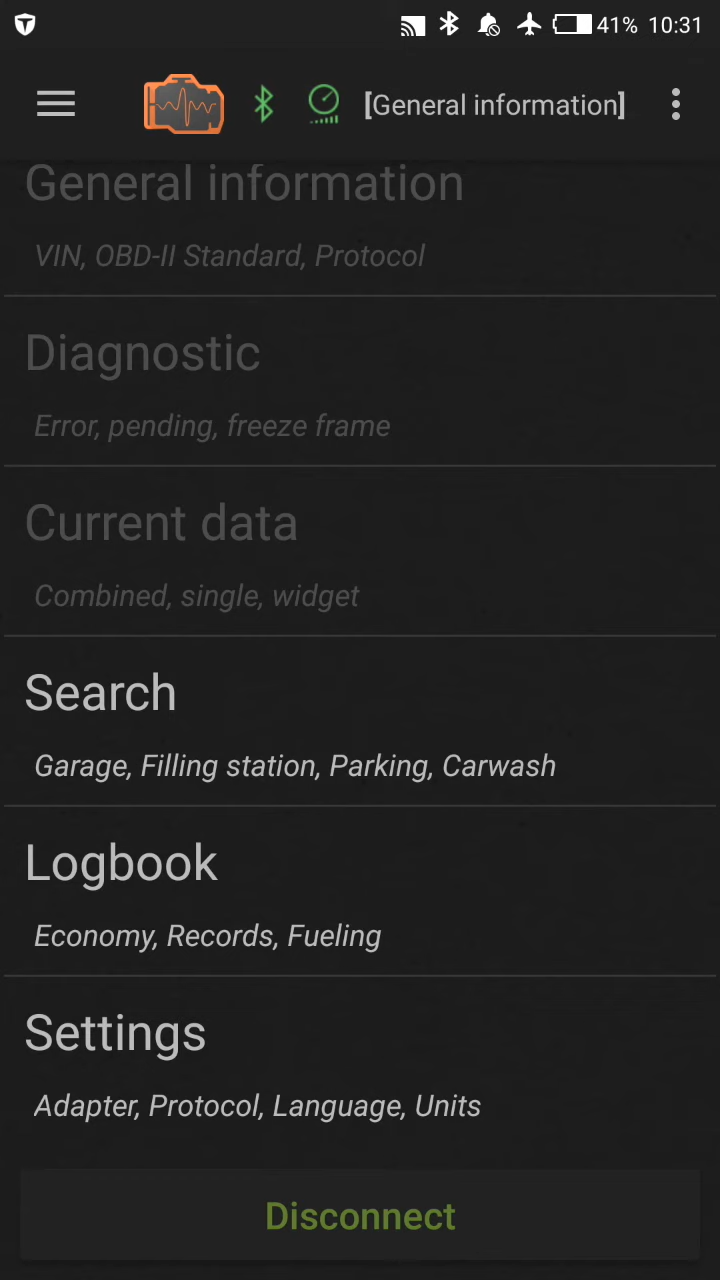 41% 10:31
[General information]
General information
VIN, OBD-II Standard, Protocol
Diagnostic
Error, pending, freeze frame
Current data
Combined, single, widget
Search
Garage, Filling station, Parking, Carwash
Logbook
Economy, Records, Fueling
Settings
Adapter, Protocol, Language, Units
Disconnect